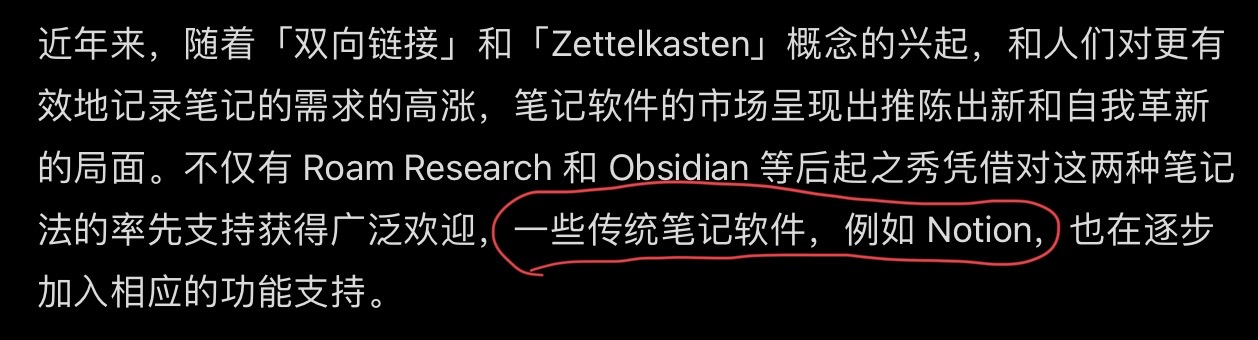 近年来，随着「双向链接」和「Zettelkasten」概念的兴起，和人们对更有
效地记录笔记的需求的高涨，笔记软件的市场呈现出推陈出新和自我革新
的局面。不仅有 Roam Research 和 Obsidian 等后起之秀凭借对这两种笔记
法的率先支持获得广泛欢迎，一些传统笔记软件，例如 Notion，也在逐步
加入相应的功能支持。